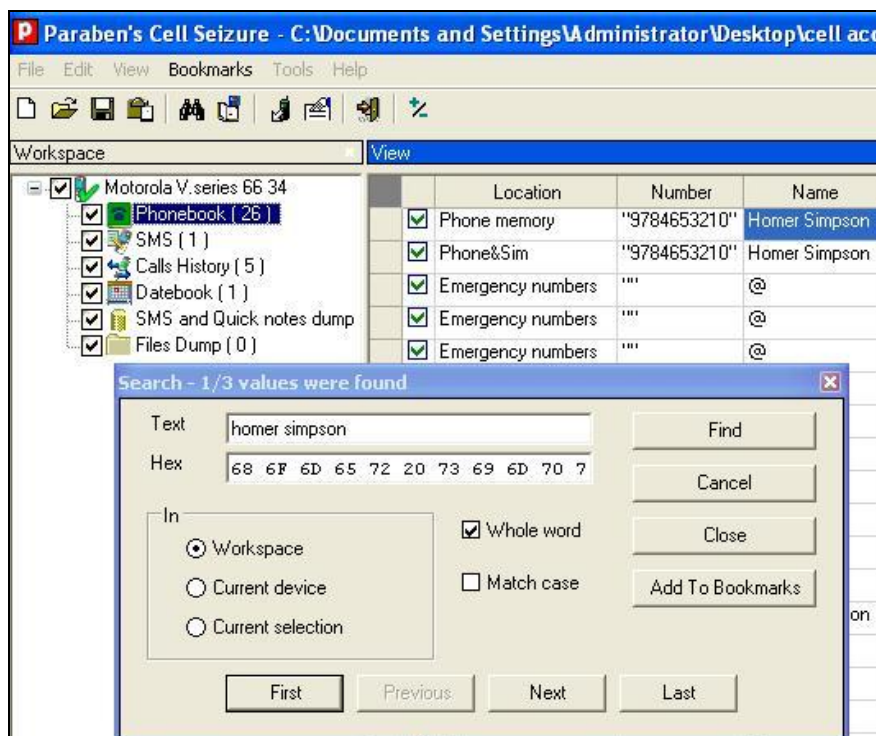 Paraben's Cell Seizure - C:\Documents and Settings\Administrator\Desktop\cell acc
File Edit View Bookmarks Tools Help
Workspace View
Motorola V.series 66 34
Phonebook ( 26 )
SMS ( 1 )
Calls History ( 5 )
Datebook ( 1 )
SMS and Quick notes dump
Files Dump ( 0 )
Location Number Name
Phone memory "9784653210" Homer Simpson
Phone&Sim "9784653210" Homer Simpson
Emergency numbers "" @
Emergency numbers "" @
Emergency numbers "" @
Search - 1/3 values were found
Text homer simpson Find
Hex 68 6F 6D 65 72 20 73 69 6D 70 7 Cancel
In
Workspace Whole word Close
Current device Match case Add To Bookmarks
Current selection on
First Previous Next Last